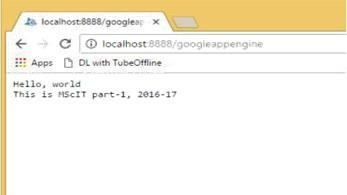 localhost:8888/googleap
localhost:8888/googleappengine
Apps DL with TubeOffline
Hello, world
This is MScIT part-1, 2016-17